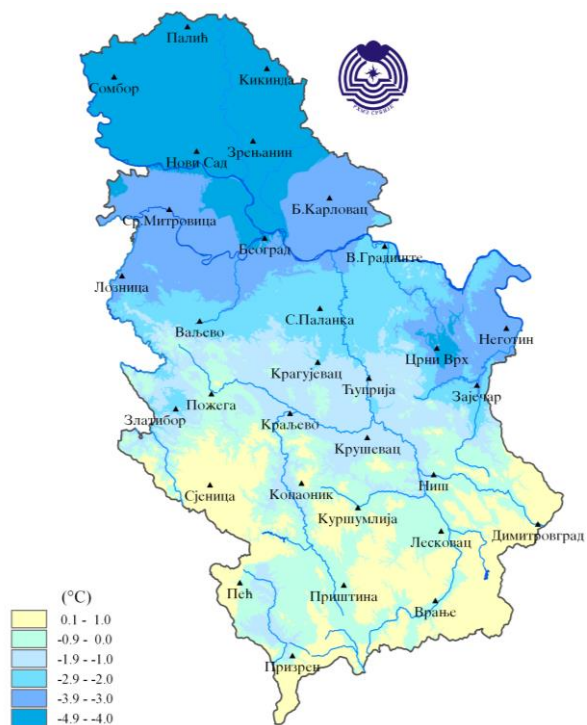 Палић
Кикинда
Сомбор
РХМЗ СРБИЈЕ
Зрењанин
Нови Сад
Б.Карловац
Ср.Митровица
Београд
В.Градиште
Лозница
С.Паланка
Ваљево
Неготин
Црни Врх
Крагујевац
Ћуприја
Зајечар
Пожега
Златибор
Краљево
Крушевац
Ниш
Сјеница
Копаоник
Куршумлија
Димитровград
Лесковац
Пећ
Приштина
Врање
Призрен
(°C)
0.1 - 1.0
-0.9 - 0.0
-1.9 - -1.0
-2.9 - -2.0
-3.9 - -3.0
-4.9 - -4.0